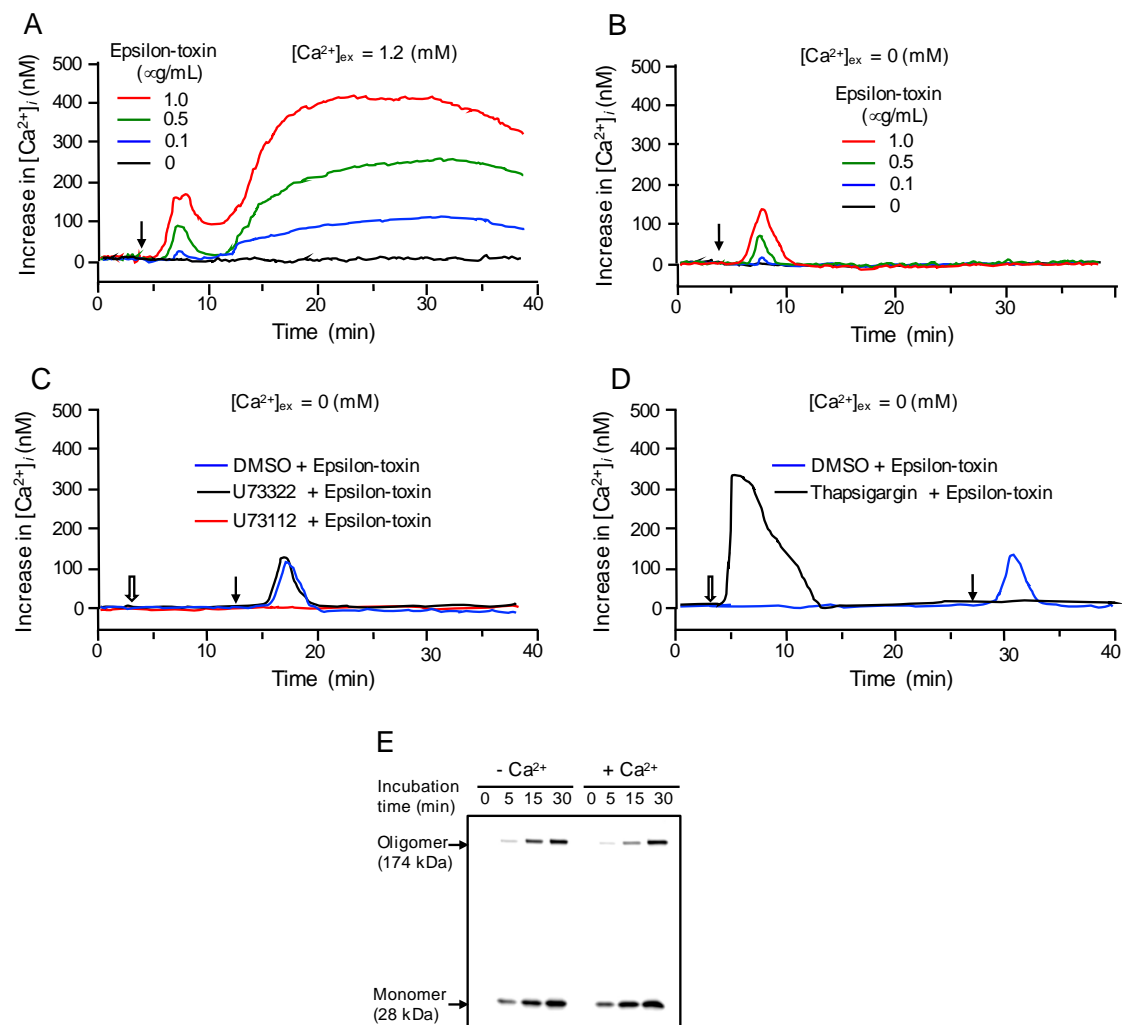 A
Epsilon-toxin
(∝g/mL)
1.0
0.5
0.1
0
[Ca²⁺]ₑₓ = 1.2 (mM)
Increase in [Ca²⁺]ᵢ (nM)
500
400
300
200
100
0
0
10
20
30
40
Time (min)
B
[Ca²⁺]ₑₓ = 0 (mM)
Epsilon-toxin
(∝g/mL)
1.0
0.5
0.1
0
Increase in [Ca²⁺]ᵢ (nM)
500
400
300
200
100
0
0
10
30
Time (min)
C
[Ca²⁺]ₑₓ = 0 (mM)
DMSO + Epsilon-toxin
U73322 + Epsilon-toxin
U73112 + Epsilon-toxin
Increase in [Ca²⁺]ᵢ (nM)
500
400
300
200
100
0
0
10
20
30
40
Time (min)
D
[Ca²⁺]ₑₓ = 0 (mM)
DMSO + Epsilon-toxin
Thapsigargin + Epsilon-toxin
Increase in [Ca²⁺]ᵢ (nM)
500
400
300
200
100
0
0
10
20
30
40
Time (min)
E
- Ca²⁺
+ Ca²⁺
Incubation
time (min)
0 5 15 30
0 5 15 30
Oligomer
(174 kDa)
Monomer
(28 kDa)